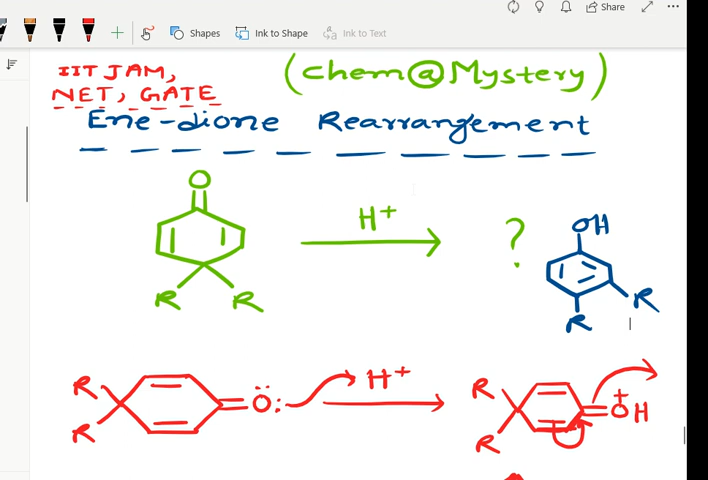 Share
Shapes
Ink to Shape
Ink to Text
IIT JAM,
NET, GATE
(Chem@Mystery)
Ene-dione Rearrangement
O
H+
?
OH
R R
R
R
R
R
O:
H+
R
R
+
OH